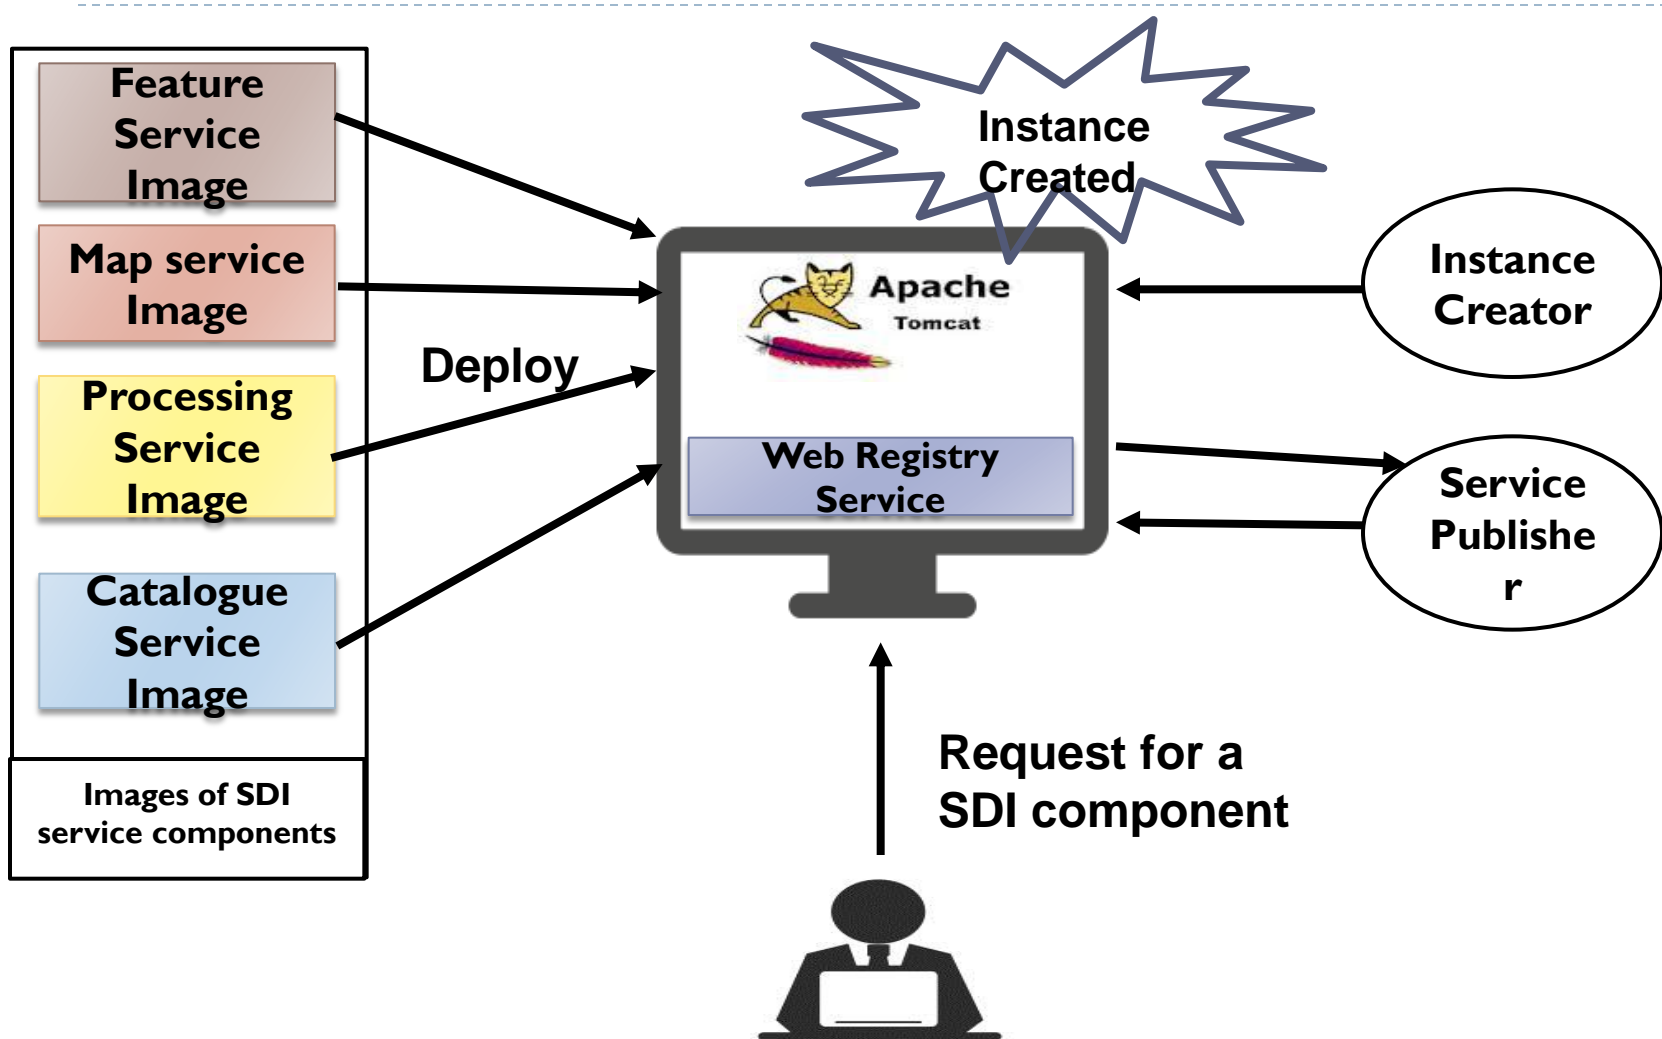 Feature
Service
Image
Map service
Image
Processing
Service
Image
Catalogue
Service
Image
Images of SDI
service components
Deploy
Instance
Created
Apache
Tomcat
Web Registry
Service
Instance
Creator
Service
Publishe
r
Request for a
SDI component